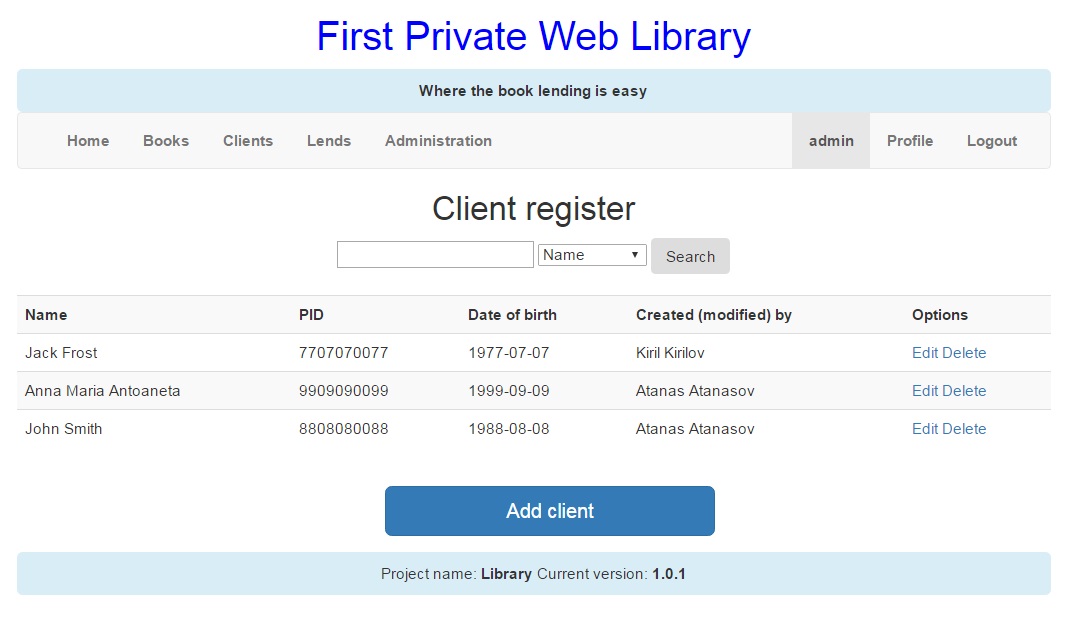 First Private Web Library
Where the book lending is easy
Home Books Clients Lends Administration admin Profile Logout
Client register
Name Search
Name PID Date of birth Created (modified) by Options
Jack Frost 7707070077 1977-07-07 Kiril Kirilov Edit Delete
Anna Maria Antoaneta 9909090099 1999-09-09 Atanas Atanasov Edit Delete
John Smith 8808080088 1988-08-08 Atanas Atanasov Edit Delete
Add client
Project name: Library Current version: 1.0.1